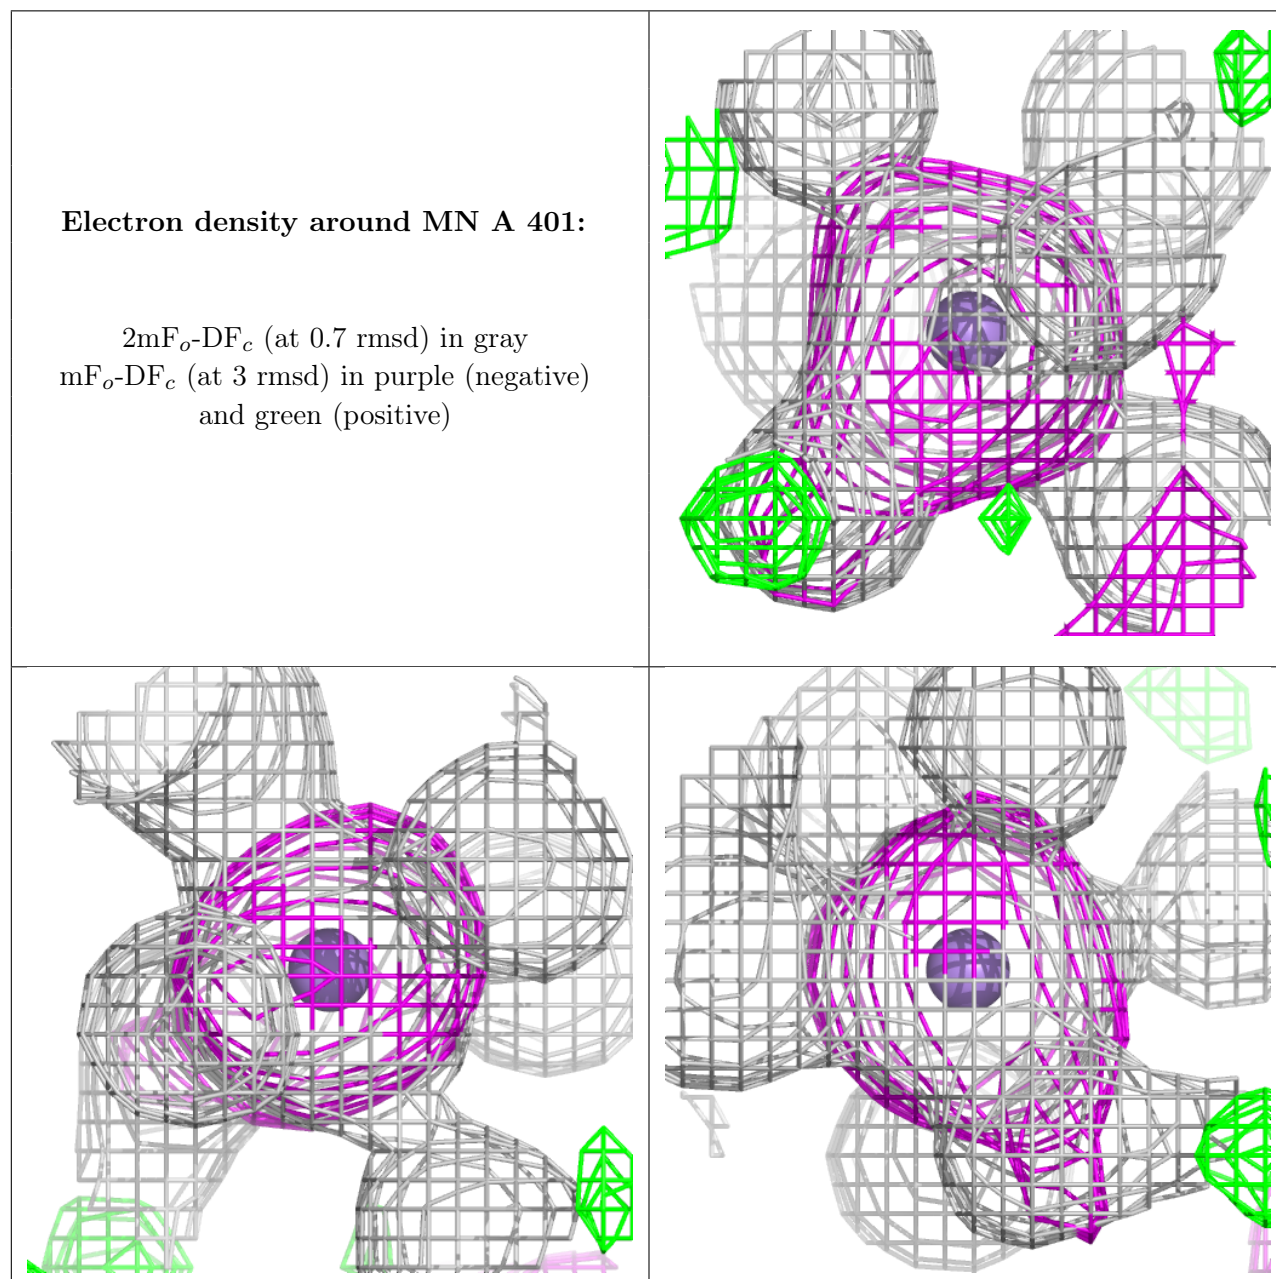 Electron density around MN A 401:
2mFo-DFc (at 0.7 rmsd) in gray
mFo-DFc (at 3 rmsd) in purple (negative)
and green (positive)